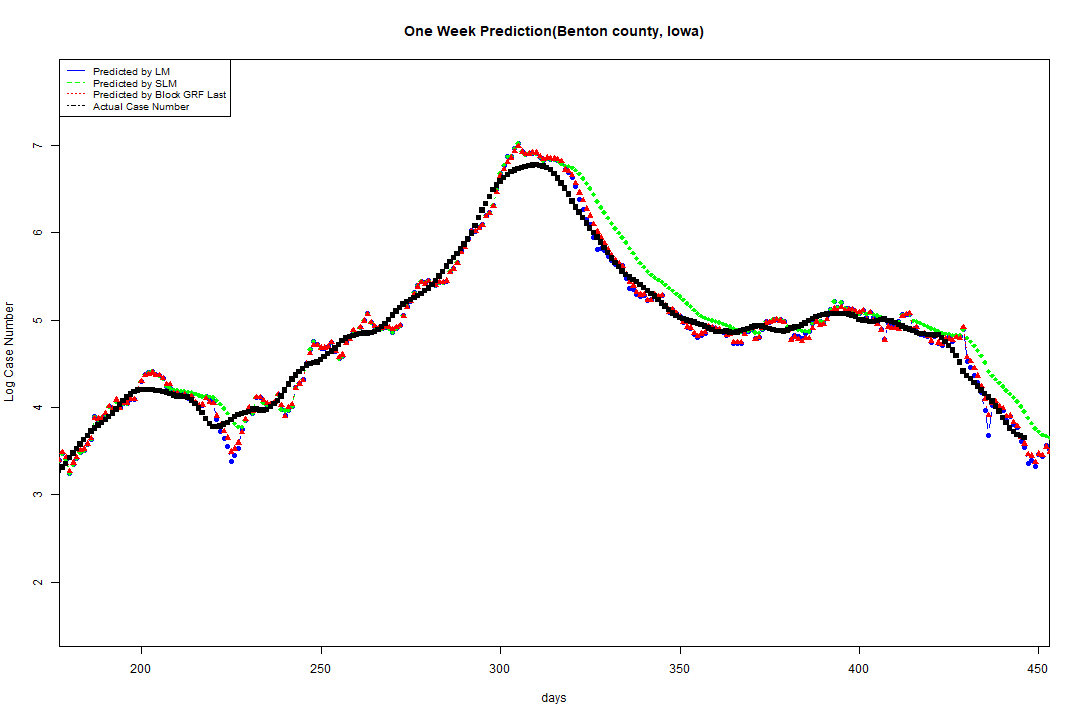 One Week Prediction(Benton county, Iowa)
Predicted by LM
Predicted by SLM
Predicted by Block GRF Last
Actual Case Number
Log Case Number
7
6
5
4
3
2
200 250 300 350 400 450
days